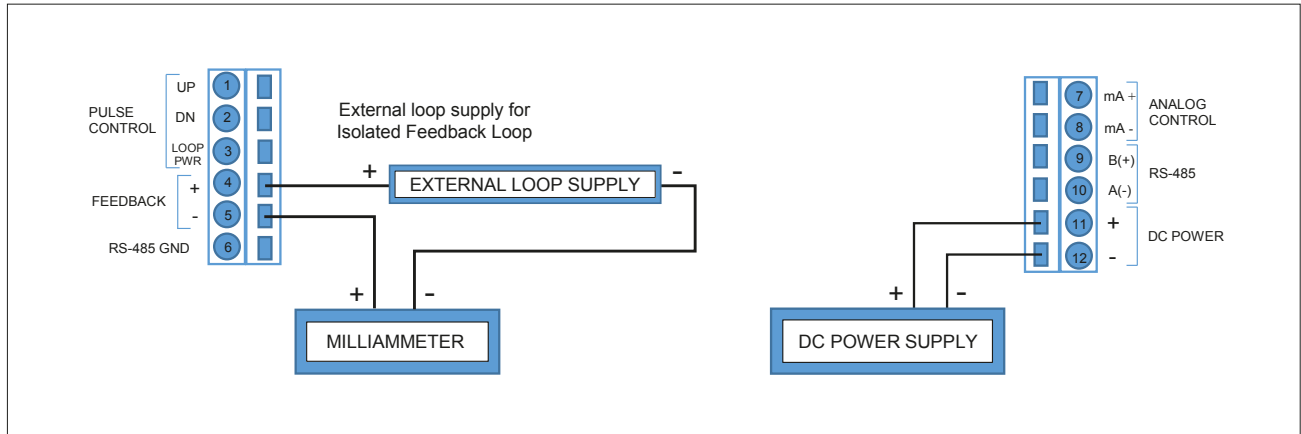 UP
DN
LOOP
PWR
PULSE
CONTROL
+
-
FEEDBACK
RS-485 GND
1
2
3
4
5
6
External loop supply for
Isolated Feedback Loop
+
-
EXTERNAL LOOP SUPPLY
+
-
MILLIAMMETER
7
8
9
10
11
12
mA +
mA -
ANALOG
CONTROL
B(+)
A(-)
RS-485
+
-
DC POWER
+
-
DC POWER SUPPLY